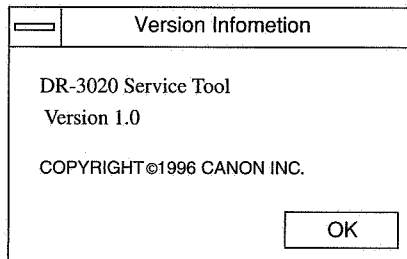 Version Infometion
DR-3020 Service Tool
Version 1.0
COPYRIGHT©1996 CANON INC.
OK